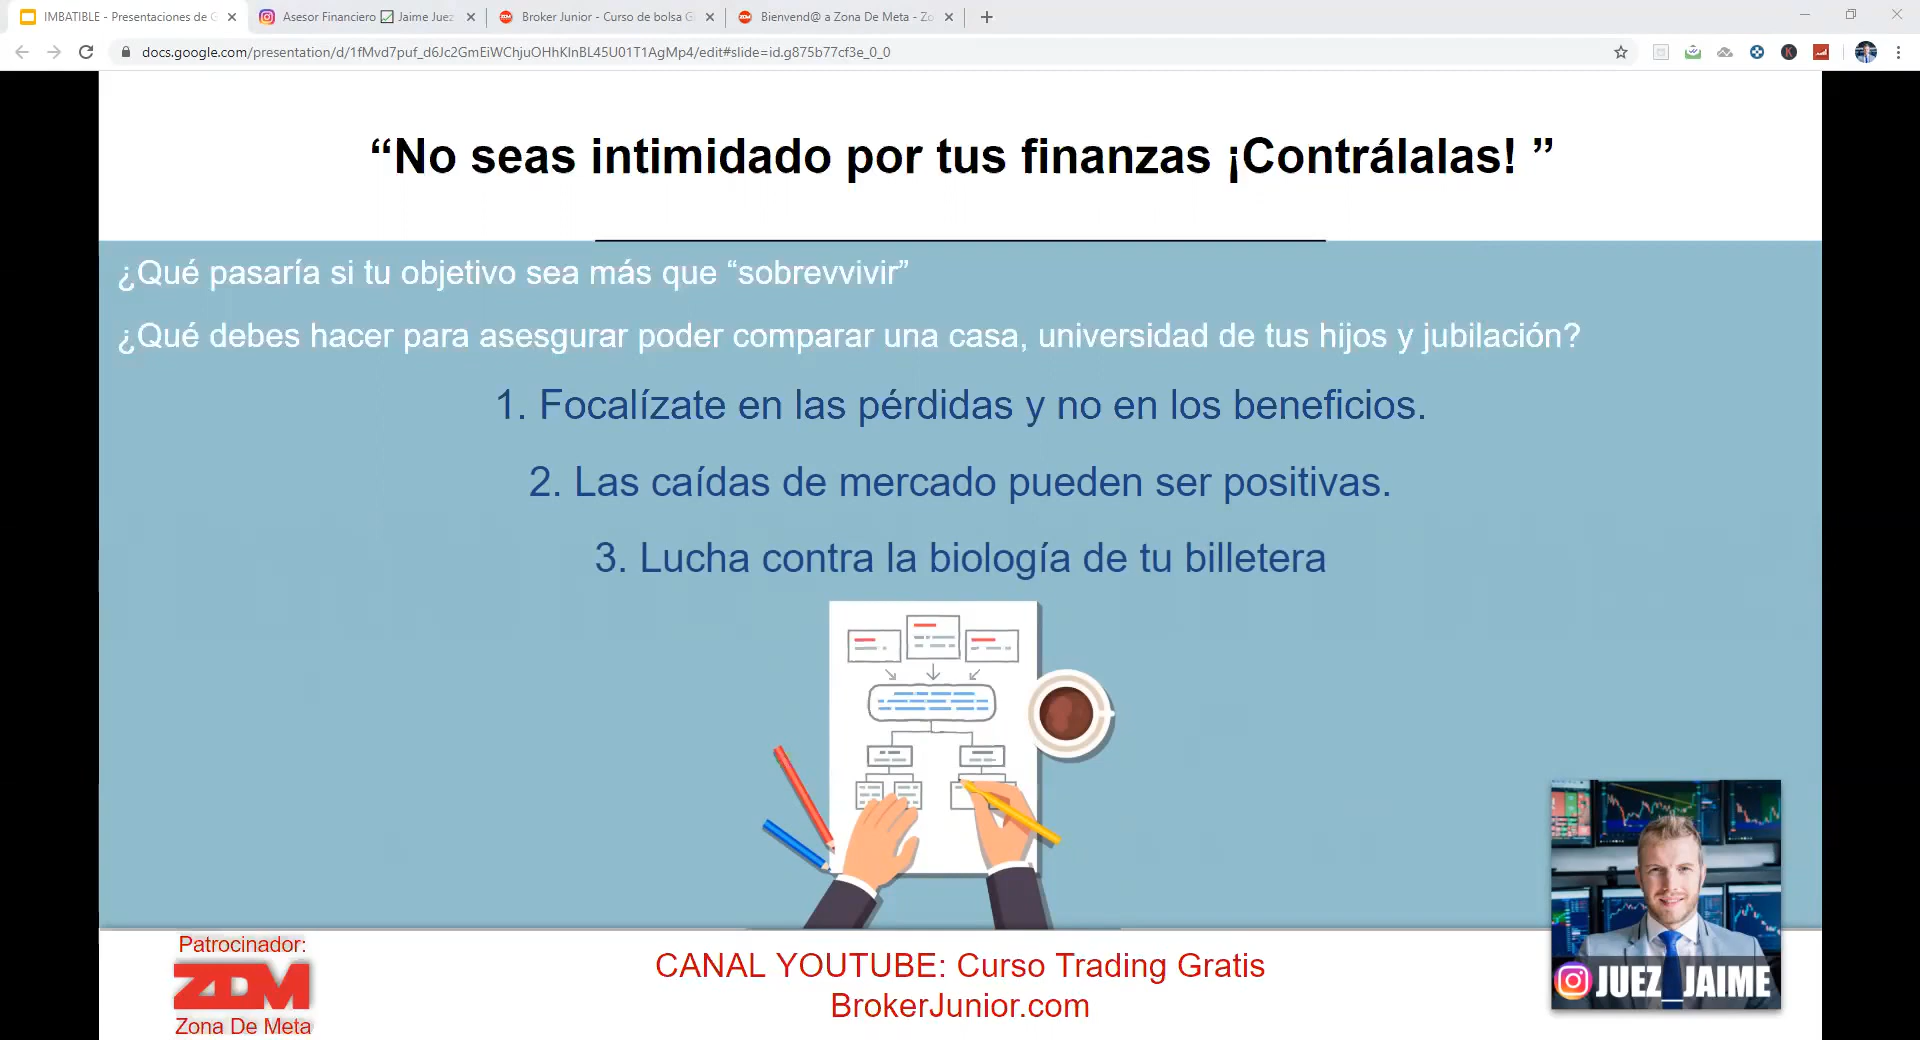 IMBATIBLE - Presentaciones de G
Asesor Financiero ✅ Jaime Juez
Broker Junior - Curso de bolsa G
Bienvend@ a Zona De Meta - Zo
docs.google.com/presentation/d/1fMvd7puf_d6Jc2GmEiWChjuOHhKlnBL45U01T1AgMp4/edit#slide=id.g875b77cf3e_0_0
“No seas intimidado por tus finanzas ¡Contrálalas! ”
¿Qué pasaría si tu objetivo sea más que “sobrevvivir”
¿Qué debes hacer para asesgurar poder comparar una casa, universidad de tus hijos y jubilación?
1. Focalízate en las pérdidas y no en los beneficios.
2. Las caídas de mercado pueden ser positivas.
3. Lucha contra la biología de tu billetera
Patrocinador:
ZDM
Zona De Meta
CANAL YOUTUBE: Curso Trading Gratis
BrokerJunior.com
JUEZ_JAIME